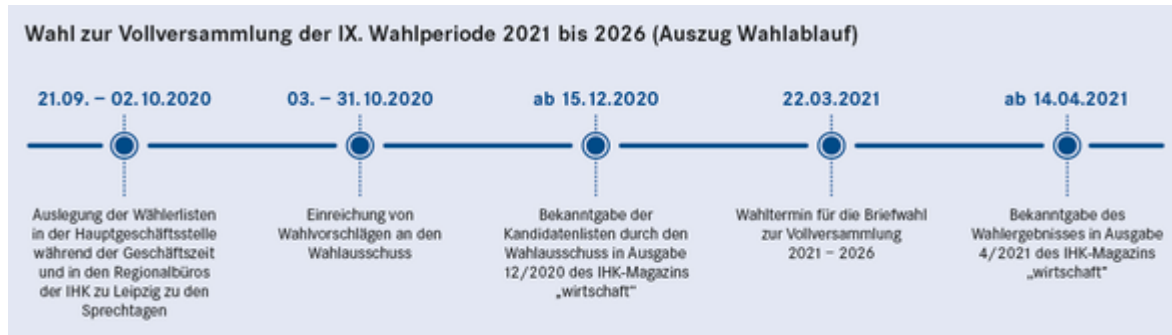 Wahl zur Vollversammlung der IX. Wahlperiode 2021 bis 2026 (Auszug Wahlablauf)
21.09. – 02.10.2020
Auslegung der Wählerlisten
in der Hauptgeschäftsstelle
während der Geschäftszeit
und in den Regionalbüros
der IHK zu Leipzig zu den
Sprechtagen
03. – 31.10.2020
Einreichung von
Wahlvorschlägen an den
Wahlausschuss
ab 15.12.2020
Bekanntgabe der
Kandidatenlisten durch den
Wahlausschuss in Ausgabe
12/2020 des IHK-Magazins
„wirtschaft“
22.03.2021
Wahltermin für die Briefwahl
zur Vollversammlung
2021 – 2026
ab 14.04.2021
Bekanntgabe des
Wahlergebnisses in Ausgabe
4/2021 des IHK-Magazins
„wirtschaft“